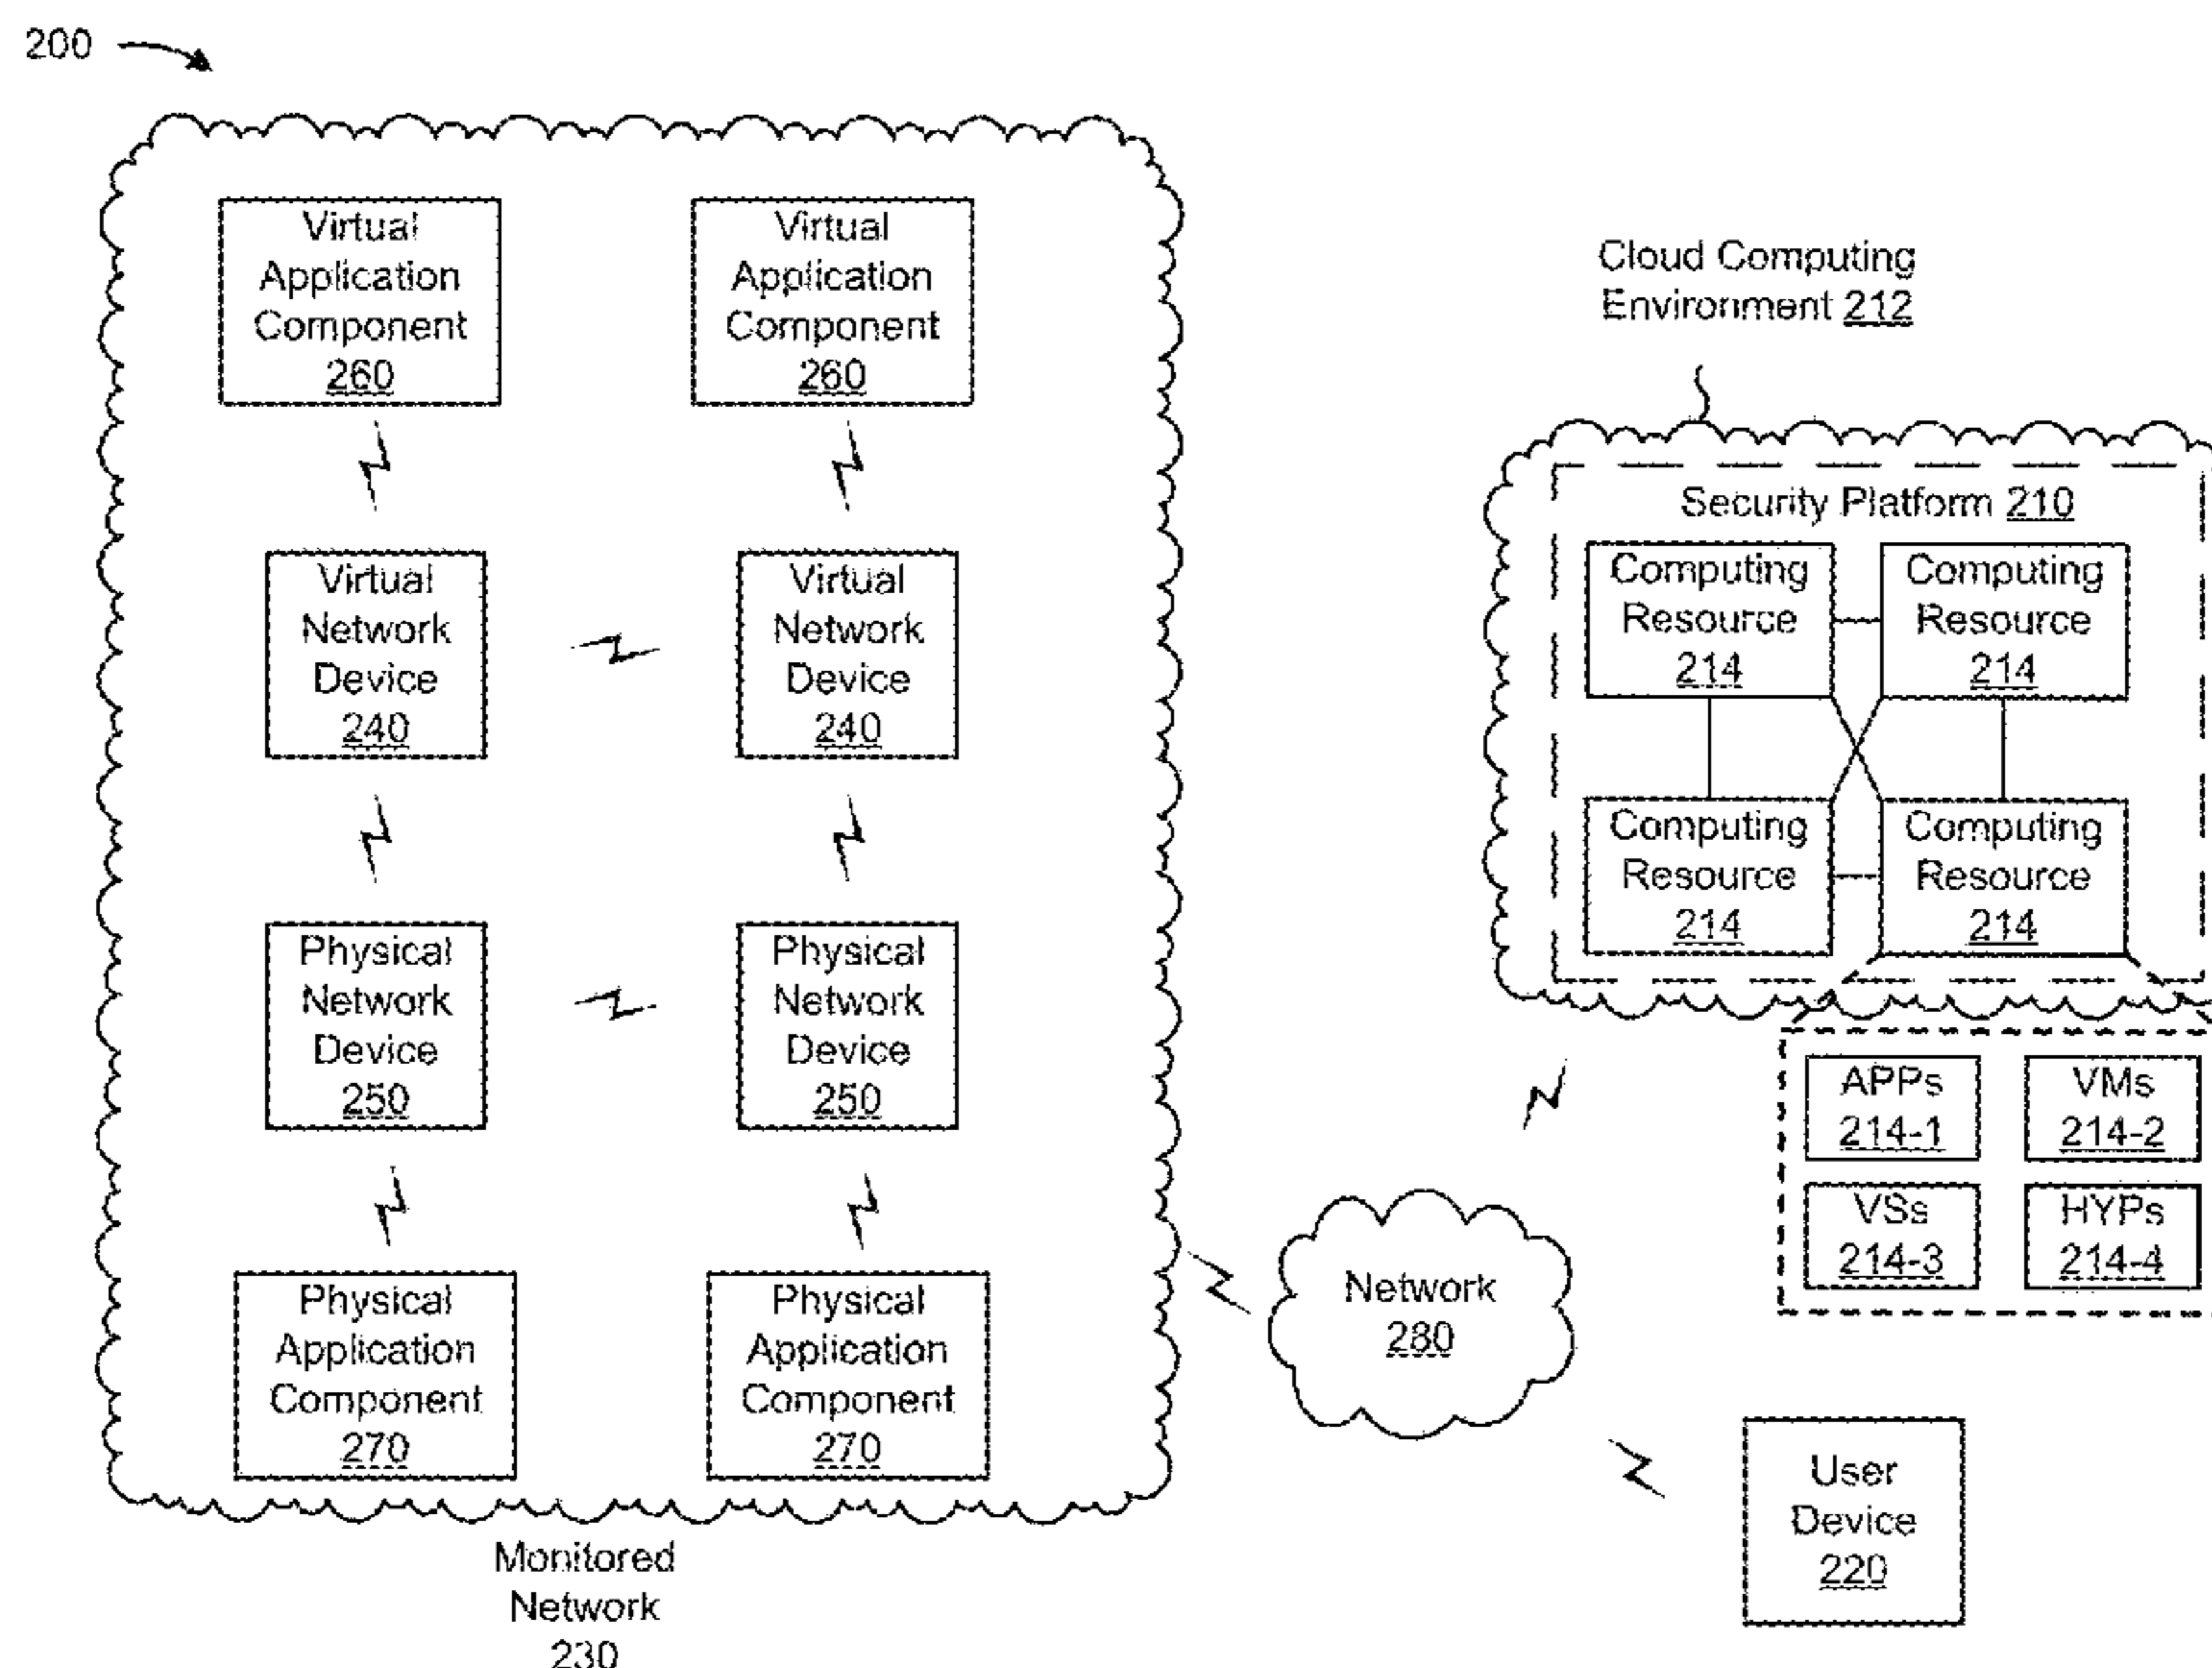 200
Virtual
Application
Component
260
Virtual
Application
Component
260
Virtual
Network
Device
240
Virtual
Network
Device
240
Physical
Network
Device
250
Physical
Network
Device
250
Physical
Application
Component
270
Physical
Application
Component
270
Monitored
Network
230
Cloud Computing
Environment 212
Security Platform 210
Computing
Resource
214
Computing
Resource
214
Computing
Resource
214
Computing
Resource
214
APPs
214-1
VMs
214-2
VSs
214-3
HYPs
214-4
Network
280
User
Device
220